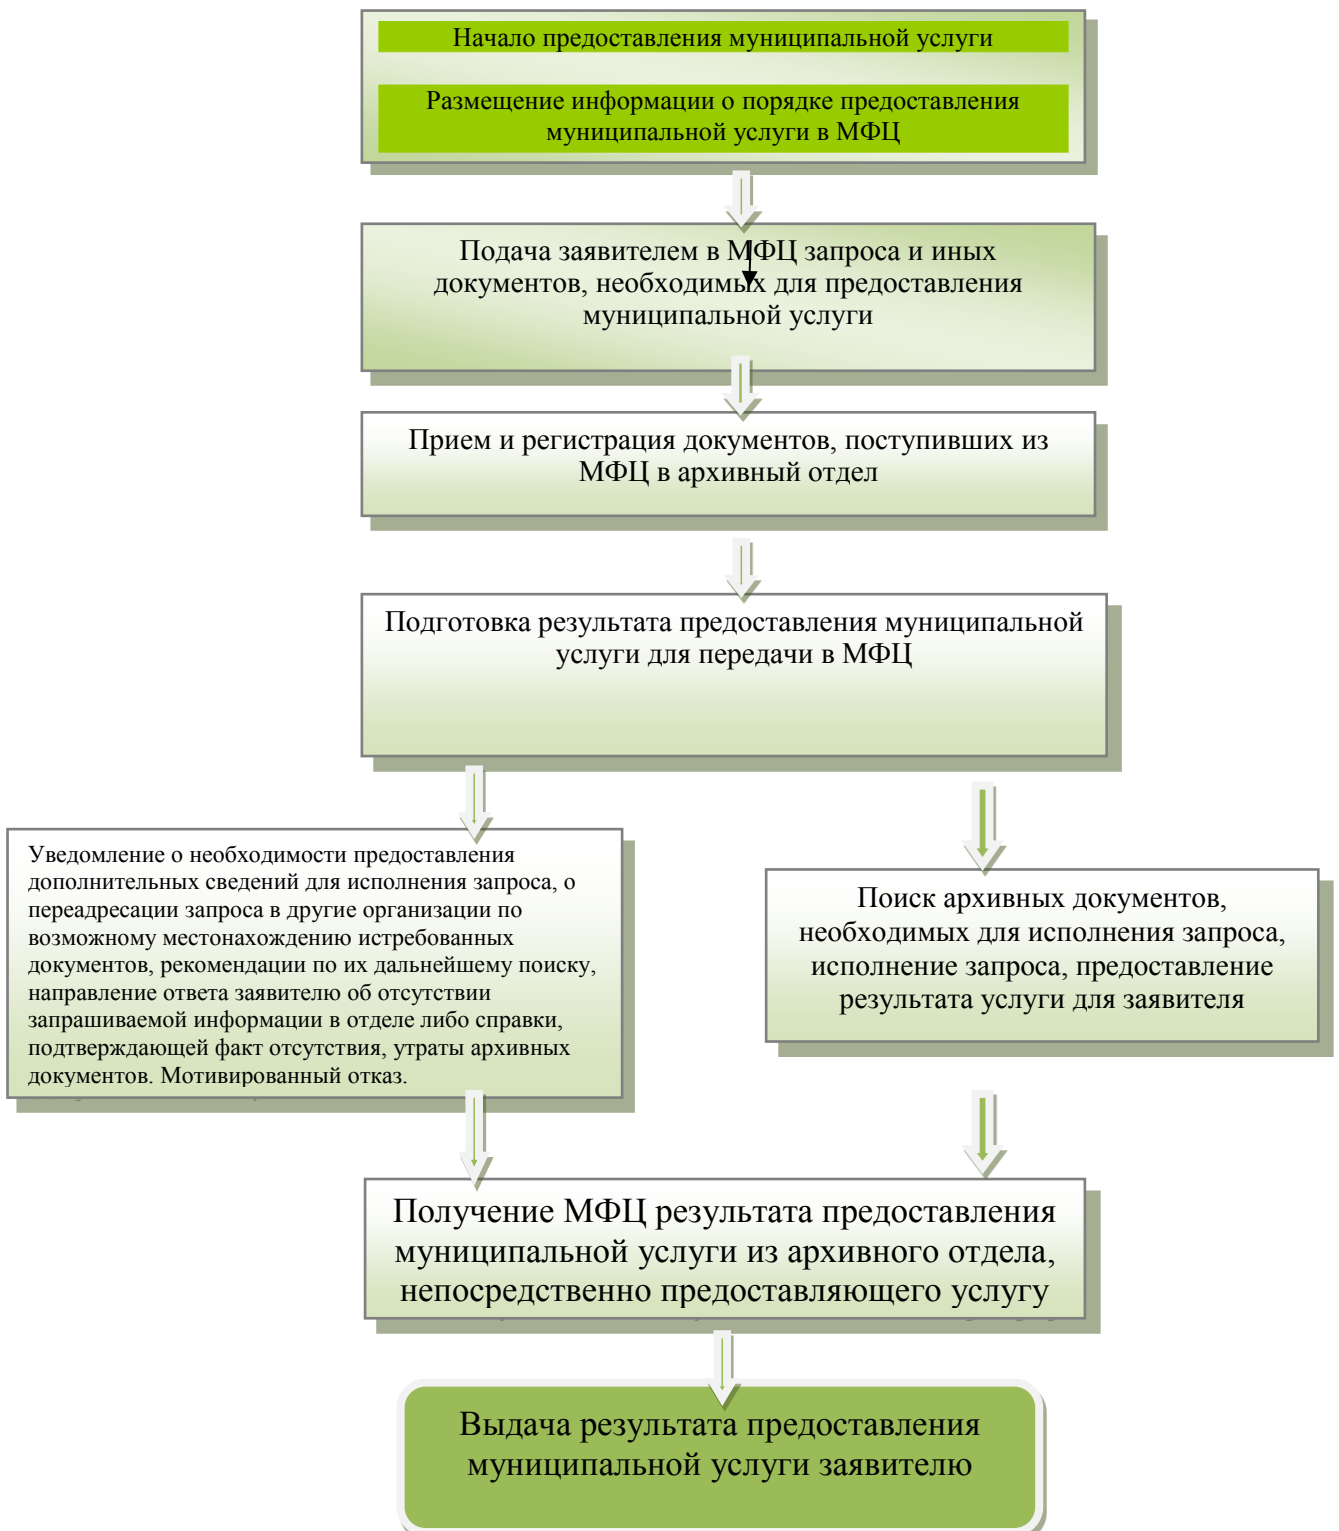 Начало предоставления муниципальной услуги
Размещение информации о порядке предоставления
муниципальной услуги в МФЦ
Подача заявителем в МФЦ запроса и иных
документов, необходимых для предоставления
муниципальной услуги
Прием и регистрация документов, поступивших из
МФЦ в архивный отдел
Подготовка результата предоставления муниципальной
услуги для передачи в МФЦ
Уведомление о необходимости предоставления
дополнительных сведений для исполнения запроса, о
переадресации запроса в другие организации по
возможному местонахождению истребованных
документов, рекомендации по их дальнейшему поиску,
направление ответа заявителю об отсутствии
запрашиваемой информации в отделе либо справки,
подтверждающей факт отсутствия, утраты архивных
документов. Мотивированный отказ.
Поиск архивных документов,
необходимых для исполнения запроса,
исполнение запроса, предоставление
результата услуги для заявителя
Получение МФЦ результата предоставления
муниципальной услуги из архивного отдела,
непосредственно предоставляющего услугу
Выдача результата предоставления
муниципальной услуги заявителю